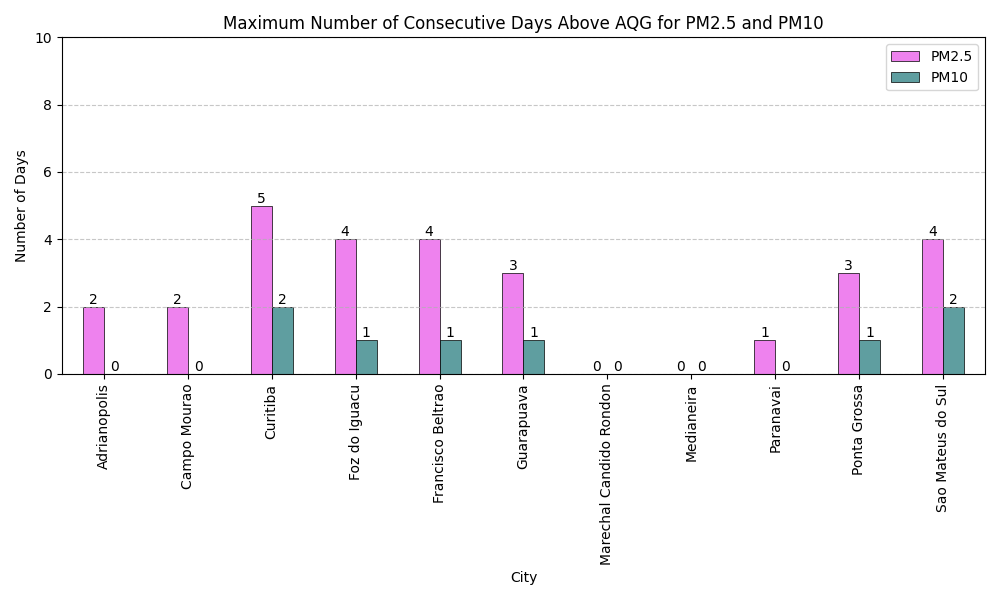 Maximum Number of Consecutive Days Above AQG for PM2.5 and PM10
PM2.5
PM10
Number of Days
10
8
6
4
2
0
2
0
2
0
5
2
4
1
4
1
3
1
0
0
0
0
1
0
3
1
4
2
Adrianopolis
Campo Mourao
Curitiba
Foz do Iguacu
Francisco Beltrao
Guarapuava
Marechal Candido Rondon
Medianeira
Paranavai
Ponta Grossa
Sao Mateus do Sul
City